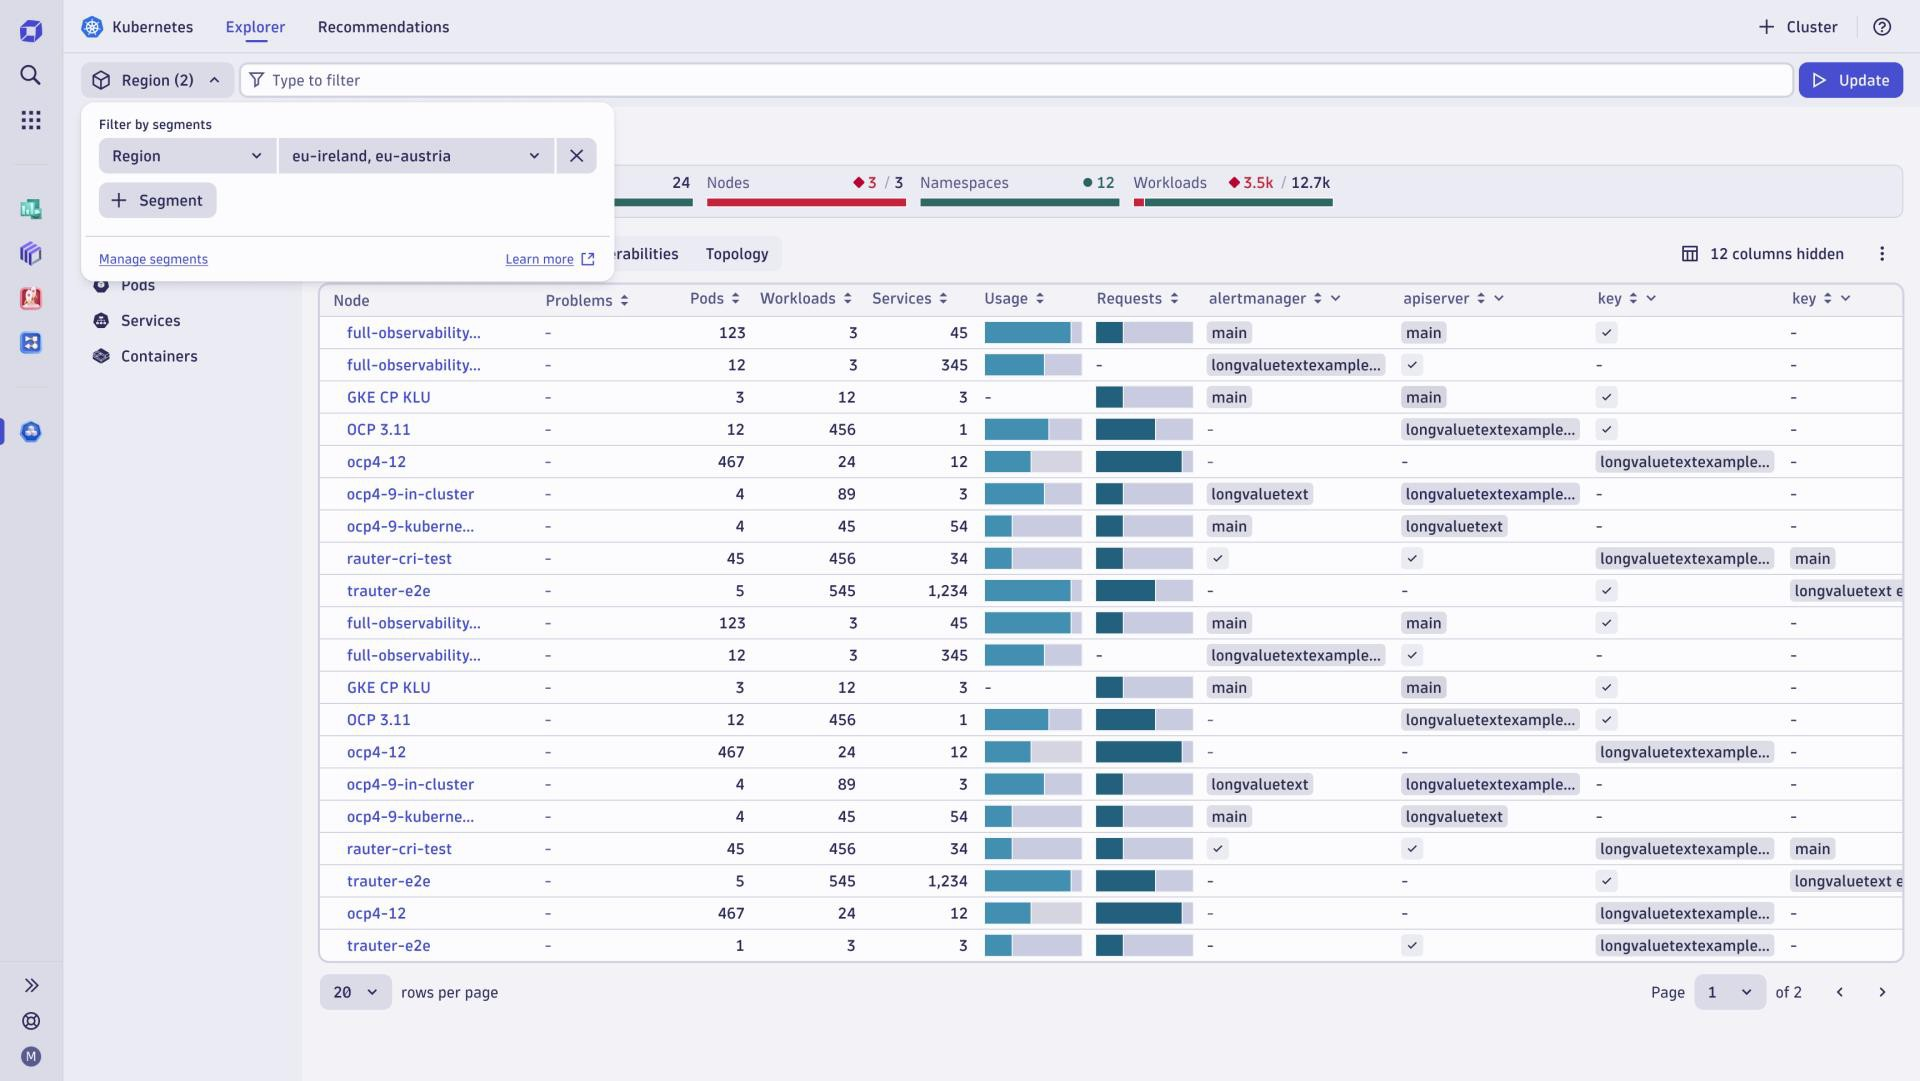 Kubernetes Explorer Recommendations Cluster
Region (2) Type to filter Update
Filter by segments
Region eu-ireland, eu-austria
Segment
Manage segments Learn more
24 Nodes 3 / 3 Namespaces 12 Workloads 3.5k / 12.7k
erabilities Topology 12 columns hidden
Pods
Services
Containers
Node Problems Pods Workloads Services Usage Requests alertmanager apiserver key key
full-observability... - 123 3 45 main main -
full-observability... - 12 3 345 - longvaluetextexample... - -
GKE CP KLU - 3 12 3 - main main -
OCP 3.11 - 12 456 1 - longvaluetextexample... -
ocp4-12 - 467 24 12 - - longvaluetextexample... -
ocp4-9-in-cluster - 4 89 3 longvaluetext longvaluetextexample... - -
ocp4-9-kuberne... - 4 45 54 main longvaluetext - -
rauter-cri-test - 45 456 34 longvaluetextexample... main
trauter-e2e - 5 545 1,234 - - longvaluetext e
full-observability... - 123 3 45 main main -
full-observability... - 12 3 345 - longvaluetextexample... - -
GKE CP KLU - 3 12 3 - main main -
OCP 3.11 - 12 456 1 - longvaluetextexample... -
ocp4-12 - 467 24 12 - - longvaluetextexample... -
ocp4-9-in-cluster - 4 89 3 longvaluetext longvaluetextexample... - -
ocp4-9-kuberne... - 4 45 54 main longvaluetext - -
rauter-cri-test - 45 456 34 longvaluetextexample... main
trauter-e2e - 5 545 1,234 - - longvaluetext e
ocp4-12 - 467 24 12 - - longvaluetextexample... -
trauter-e2e - 1 3 3 - longvaluetextexample... -
20 rows per page Page 1 of 2
M